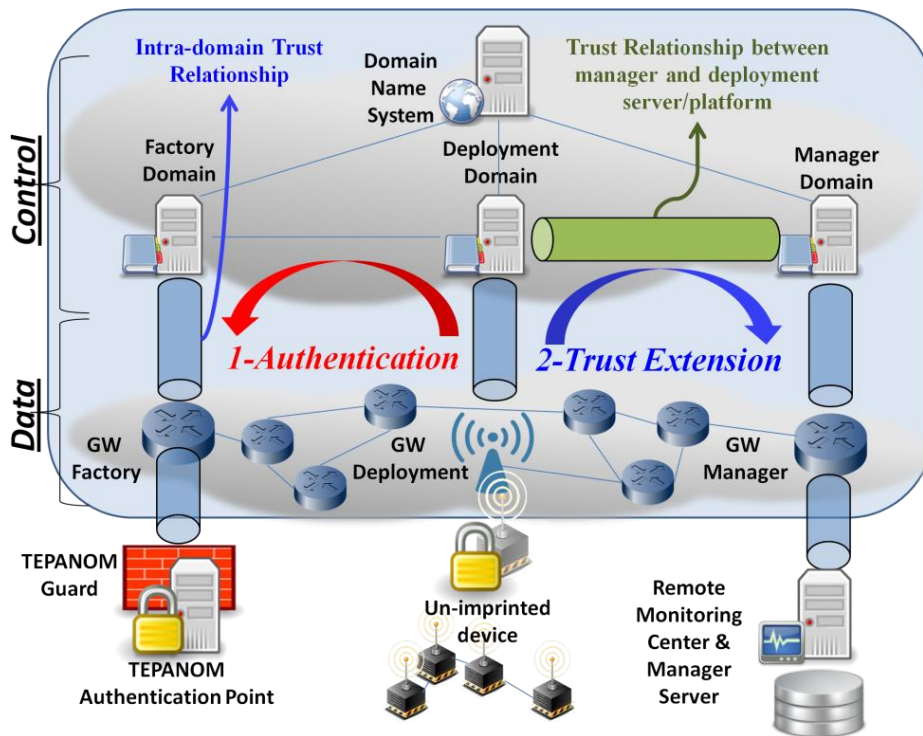 Intra-domain Trust
Relationship
Domain
Name
System
Trust Relationship between
manager and deployment
server/platform
Factory
Domain
Deployment
Domain
Manager
Domain
Control
1-Authentication
2-Trust Extension
Data
GW
Factory
GW
Deployment
GW
Manager
TEPANOM
Guard
TEPANOM
Authentication Point
Un-imprinted
device
Remote
Monitoring
Center &
Manager
Server